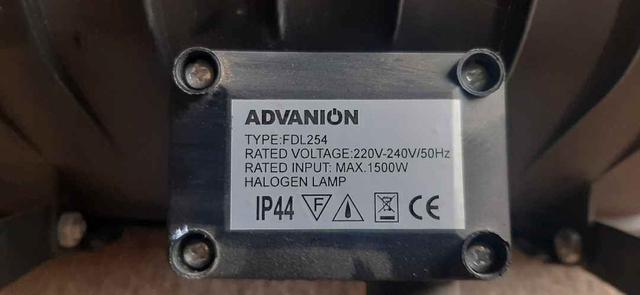 ADVANION
TYPE:FDL254
RATED VOLTAGE:220V-240V/50Hz
RATED INPUT: MAX.1500W
HALOGEN LAMP
IP44 F CE